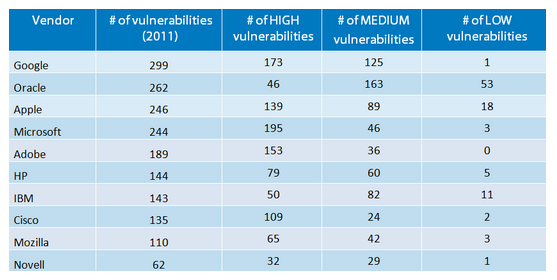 Vendor # of vulnerabilities (2011) # of HIGH vulnerabilities # of MEDIUM vulnerabilities # of LOW vulnerabilities
Google 299 173 125 1
Oracle 262 46 163 53
Apple 246 139 89 18
Microsoft 244 195 46 3
Adobe 189 153 36 0
HP 144 79 60 5
IBM 143 50 82 11
Cisco 135 109 24 2
Mozilla 110 65 42 3
Novell 62 32 29 1